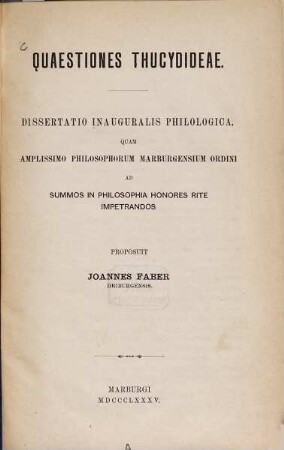 QUAESTIONES THUCYDIDEAE.
DISSERTATIO INAUGURALIS PHILOLOGICA,
QUAM
AMPLISSIMO PHILOSOPHORUM MARBURGENSIUM ORDINI
AD
SUMMOS IN PHILOSOPHIA HONORES RITE
IMPETRANDOS
PROPOSUIT
JOANNES FABER
DRIBURGENSIS.
MARBURGI
MDCCCLXXXV.